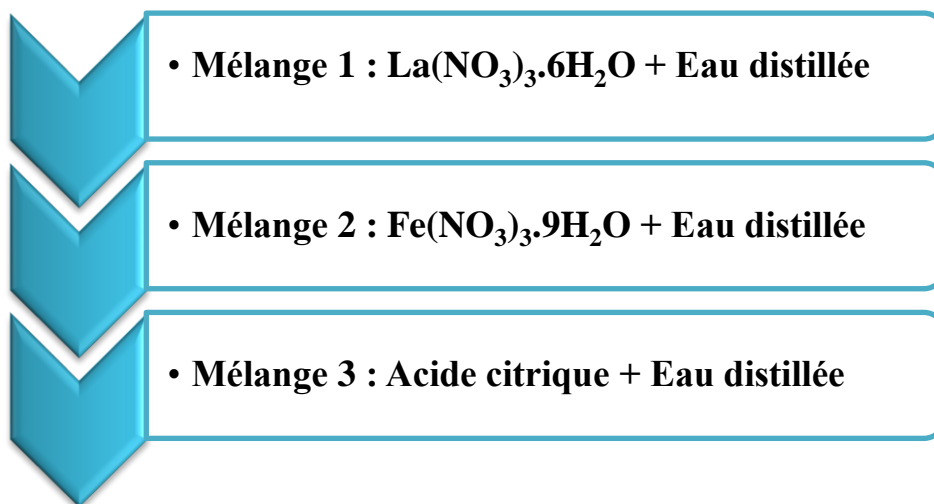 • Mélange 1 : La(NO₃)₃.6H₂O + Eau distillée
• Mélange 2 : Fe(NO₃)₃.9H₂O + Eau distillée
• Mélange 3 : Acide citrique + Eau distillée